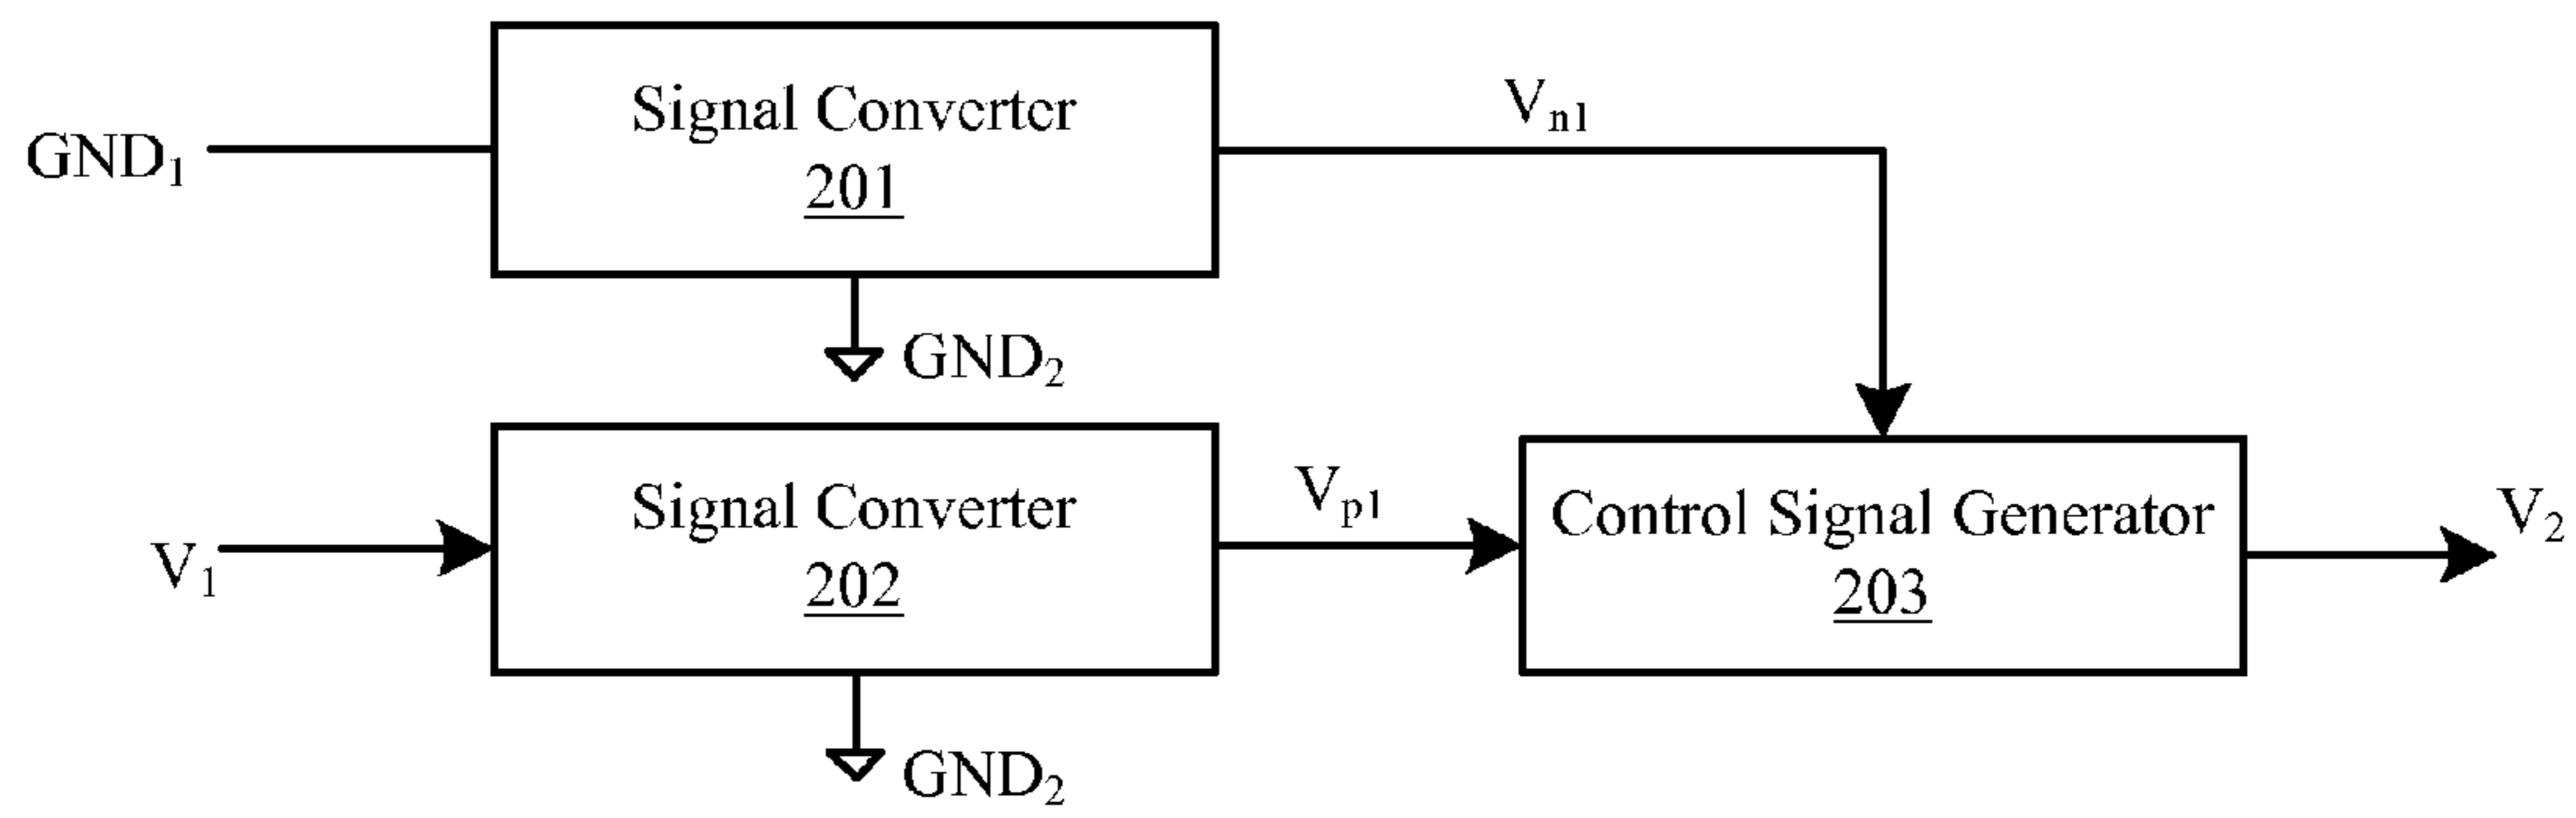 Signal Converter
201
GND₁
Vₙ₁
GND₂
Signal Converter
202
V₁
Vₚ₁
Control Signal Generator
203
V₂
GND₂